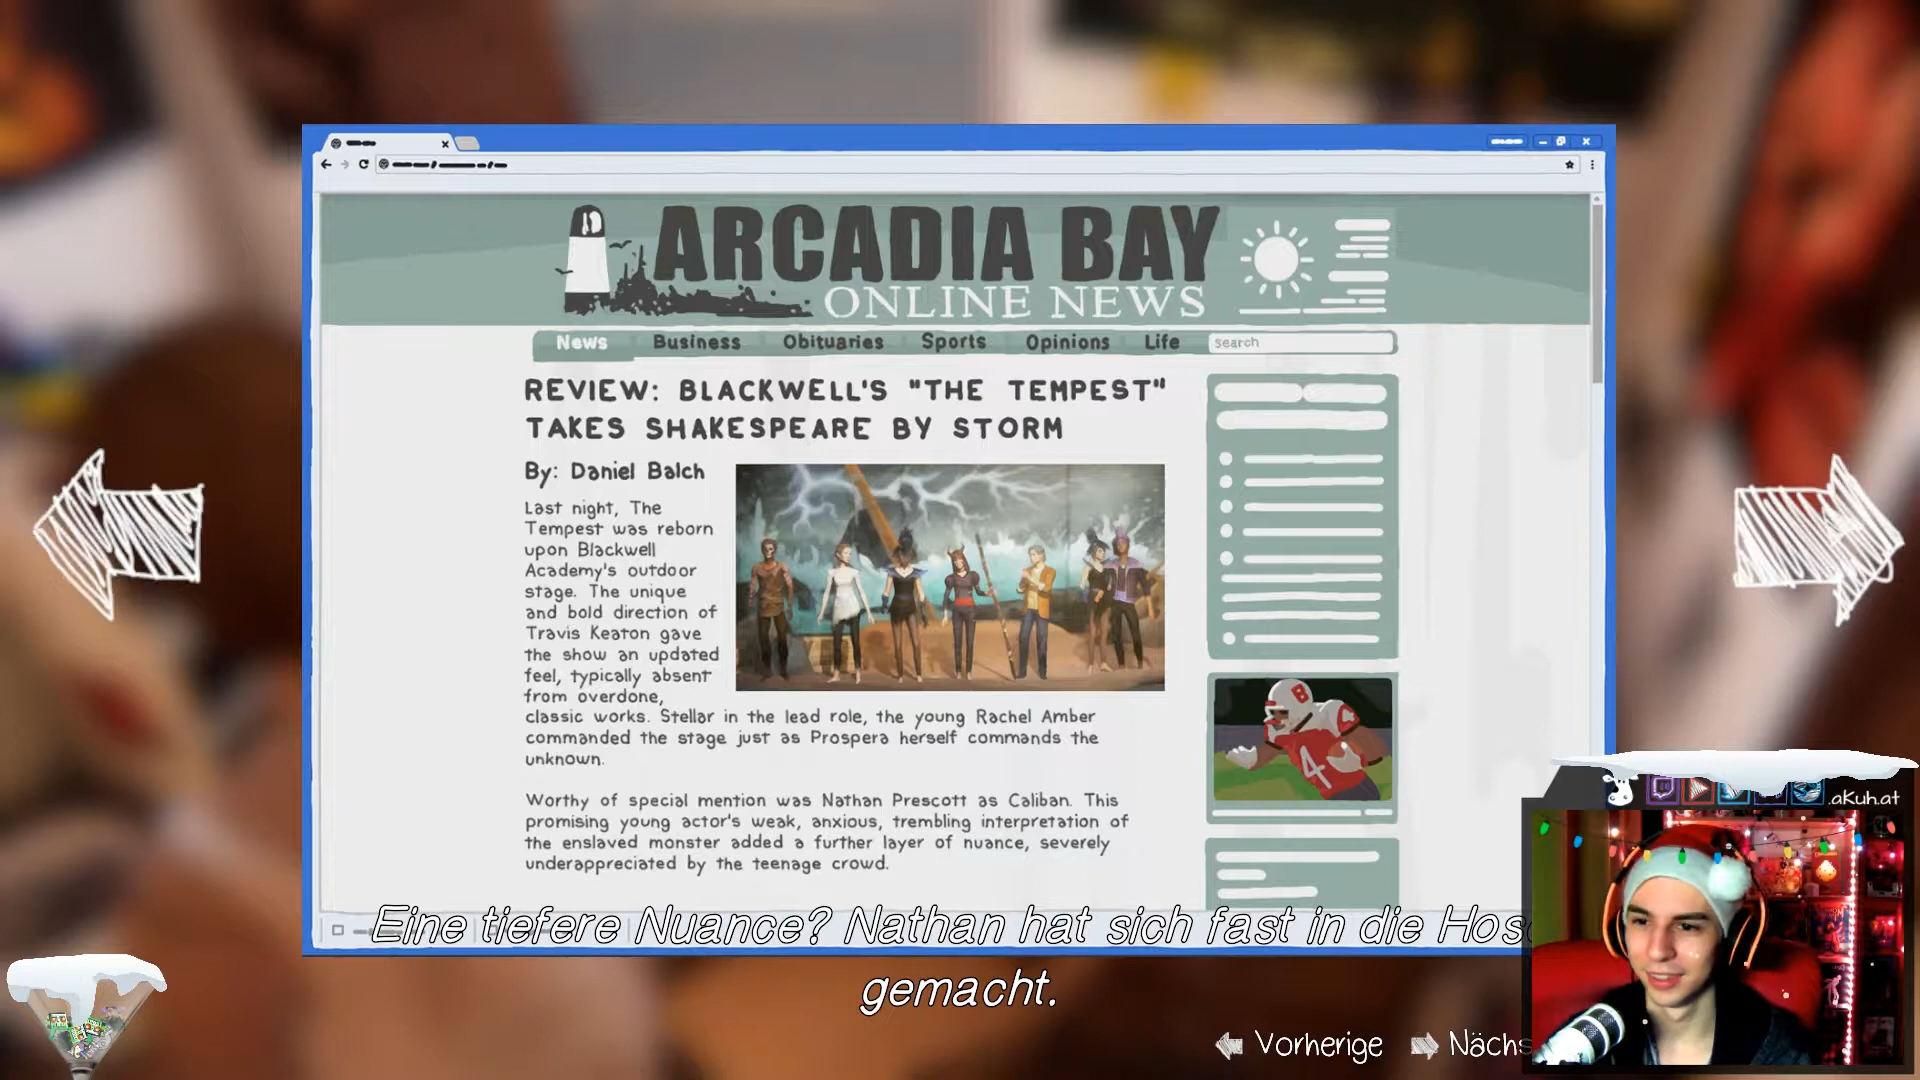 ARCADIA BAY
ONLINE NEWS
News Business Obituaries Sports Opinions Life search
REVIEW: BLACKWELL'S "THE TEMPEST"
TAKES SHAKESPEARE BY STORM
By: Daniel Balch
Last night, The
Tempest was reborn
upon Blackwell
Academy's outdoor
stage. The unique
and bold direction of
Travis Keaton gave
the show an updated
feel, typically absent
from overdone,
classic works. Stellar in the lead role, the young Rachel Amber
commanded the stage just as Prospera herself commands the
unknown.
Worthy of special mention was Nathan Prescott as Caliban. This
promising young actor's weak, anxious, trembling interpretation of
the enslaved monster added a further layer of nuance, severely
underappreciated by the teenage crowd.
B
4
.aKuh.at
Eine tiefere Nuance? Nathan hat sich fast in die Hos
gemacht.
Vorherige Nächs